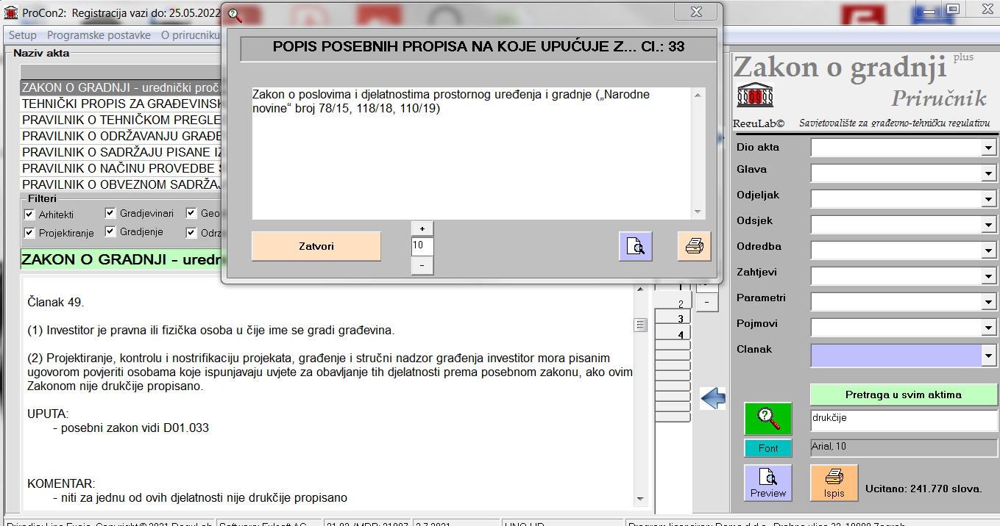 ProCon2: Registracija vazi do: 25.05.2022
Setup Programske postavke O prirucniku
Naziv akta
ZAKON O GRADNJI - urednički proči
TEHNIČKI PROPIS ZA GRAĐEVINSK
PRAVILNIK O TEHNIČKOM PREGLE
PRAVILNIK O ODRŽAVANJU GRAĐE
PRAVILNIK O SADRŽAJU PISANE IZ
PRAVILNIK O NAČINU PROVEDBE S
PRAVILNIK O OBVEZNOM SADRŽAJ
Filteri
Arhitekti Gradjevinari Geo
Projektiranje Gradjenje Odrz
ZAKON O GRADNJI - uredn
POPIS POSEBNIH PROPISA NA KOJE UPUĆUJE Z... Cl.: 33
Zakon o poslovima i djelatnostima prostornog uređenja i gradnje („Narodne
novine“ broj 78/15, 118/18, 110/19)
Zatvori
+
10
-
Članak 49.
(1) Investitor je pravna ili fizička osoba u čije ime se gradi građevina.
(2) Projektiranje, kontrolu i nostrifikaciju projekata, građenje i stručni nadzor građenja investitor mora pisanim
ugovorom povjeriti osobama koje ispunjavaju uvjete za obavljanje tih djelatnosti prema posebnom zakonu, ako ovim
Zakonom nije drukčije propisano.
UPUTA:
- posebni zakon vidi D01.033
KOMENTAR:
- niti za jednu od ovih djelatnosti nije drukčije propisano
1
2
3
4
-
Zakon o gradnji plus
Priručnik
ReguLab© Savjetovalište za građevno-tehničku regulativu
Dio akta
Glava
Odjeljak
Odsjek
Odredba
Zahtjevi
Parametri
Pojmovi
Clanak
Pretraga u svim aktima
drukčije
Font
Arial, 10
Preview
Ispis
Ucitano: 241.770 slova.